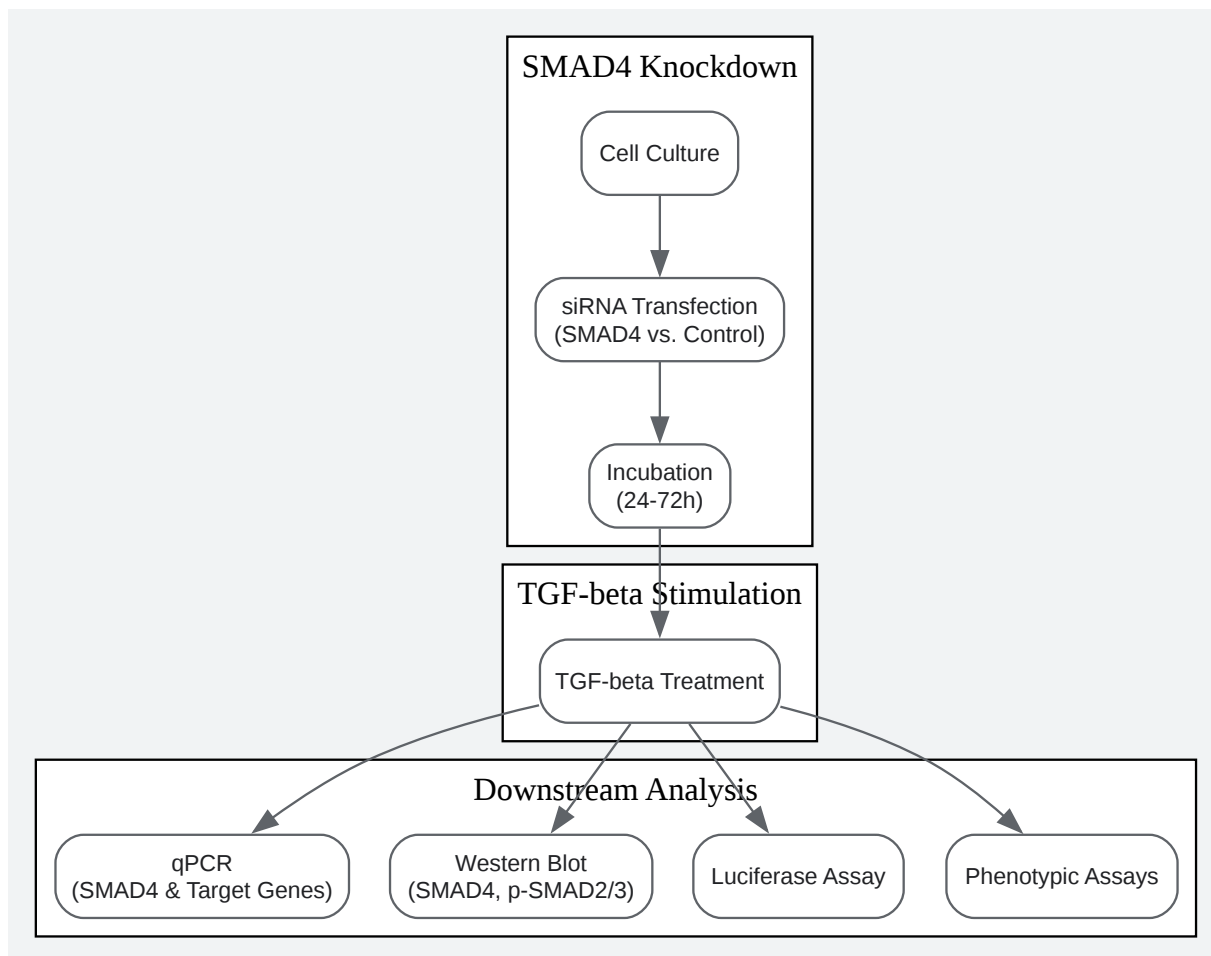 SMAD4 Knockdown
Cell Culture
siRNA Transfection
(SMAD4 vs. Control)
Incubation
(24-72h)
TGF-beta Stimulation
TGF-beta Treatment
Downstream Analysis
qPCR
(SMAD4 & Target Genes)
Western Blot
(SMAD4, p-SMAD2/3)
Luciferase Assay
Phenotypic Assays